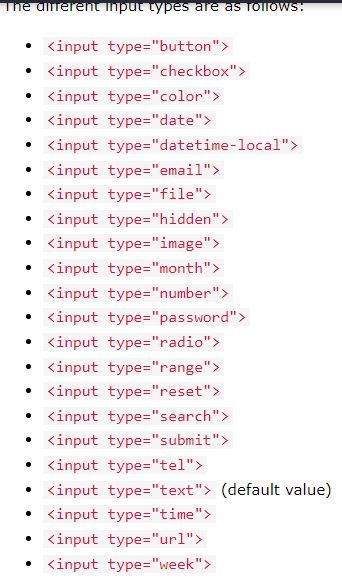 The different input types are as follows:
<input type="button">
<input type="checkbox">
<input type="color">
<input type="date">
<input type="datetime-local">
<input type="email">
<input type="file">
<input type="hidden">
<input type="image">
<input type="month">
<input type="number">
<input type="password">
<input type="radio">
<input type="range">
<input type="reset">
<input type="search">
<input type="submit">
<input type="tel">
<input type="text"> (default value)
<input type="time">
<input type="url">
<input type="week">